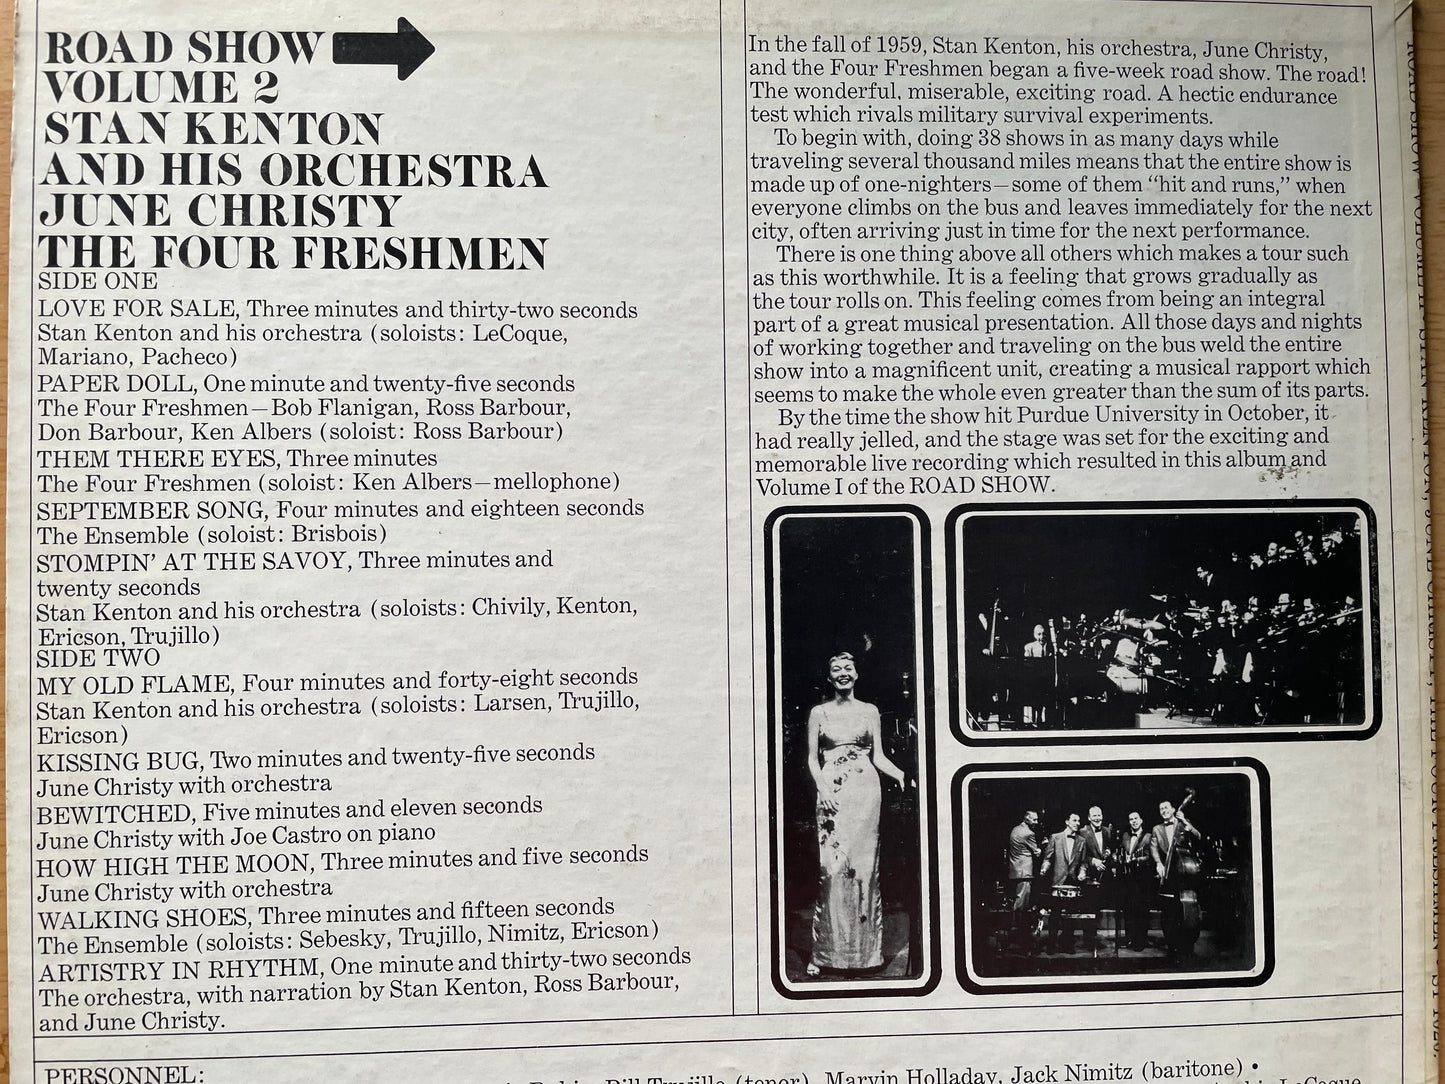 ROAD SHOW
VOLUME 2
STAN KENTON
AND HIS ORCHESTRA
JUNE CHRISTY
THE FOUR FRESHMEN
SIDE ONE
LOVE FOR SALE, Three minutes and thirty-two seconds
Stan Kenton and his orchestra (soloists: LeCoque,
Mariano, Pacheco)
PAPER DOLL, One minute and twenty-five seconds
The Four Freshmen—Bob Flanigan, Ross Barbour,
Don Barbour, Ken Albers (soloist: Ross Barbour)
THEM THERE EYES, Three minutes
The Four Freshmen (soloist: Ken Albers—mellophone)
SEPTEMBER SONG, Four minutes and eighteen seconds
The Ensemble (soloist: Brisbois)
STOMPIN' AT THE SAVOY, Three minutes and
twenty seconds
Stan Kenton and his orchestra (soloists: Chivily, Kenton,
Ericson, Trujillo)
SIDE TWO
MY OLD FLAME, Four minutes and forty-eight seconds
Stan Kenton and his orchestra (soloists: Larsen, Trujillo,
Ericson)
KISSING BUG, Two minutes and twenty-five seconds
June Christy with orchestra
BEWITCHED, Five minutes and eleven seconds
June Christy with Joe Castro on piano
HOW HIGH THE MOON, Three minutes and five seconds
June Christy with orchestra
WALKING SHOES, Three minutes and fifteen seconds
The Ensemble (soloists: Sebesky, Trujillo, Nimitz, Ericson)
ARTISTRY IN RHYTHM, One minute and thirty-two seconds
The orchestra, with narration by Stan Kenton, Ross Barbour,
and June Christy.
In the fall of 1959, Stan Kenton, his orchestra, June Christy,
and the Four Freshmen began a five-week road show. The road!
The wonderful, miserable, exciting road. A hectic endurance
test which rivals military survival experiments.
To begin with, doing 38 shows in as many days while
traveling several thousand miles means that the entire show is
made up of one-nighters—some of them "hit and runs," when
everyone climbs on the bus and leaves immediately for the next
city, often arriving just in time for the next performance.
There is one thing above all others which makes a tour such
as this worthwhile. It is a feeling that grows gradually as
the tour rolls on. This feeling comes from being an integral
part of a great musical presentation. All those days and nights
of working together and traveling on the bus weld the entire
show into a magnificent unit, creating a musical rapport which
seems to make the whole even greater than the sum of its parts.
By the time the show hit Purdue University in October, it
had really jelled, and the stage was set for the exciting and
memorable live recording which resulted in this album and
Volume I of the ROAD SHOW.
PERSONNEL:
Bill Trujillo (tenor), Marvin Holladay, Jack Nimitz (baritone) •
LeCoque